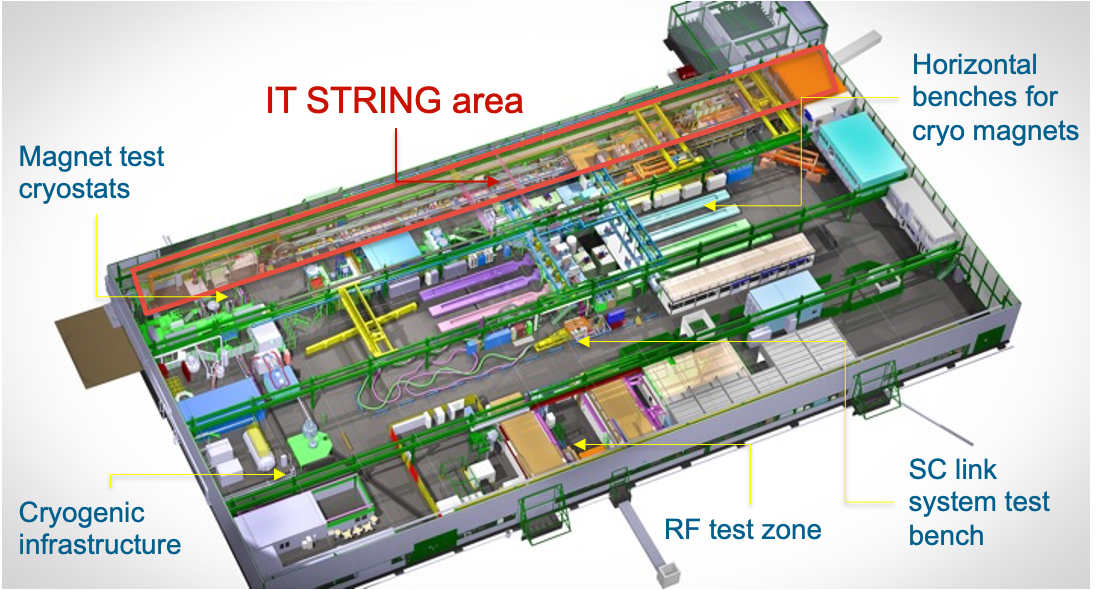 Horizontal
benches for
cryo magnets
IT STRING area
Magnet test
cryostats
Cryogenic
infrastructure
RF test zone
SC link
system test
bench